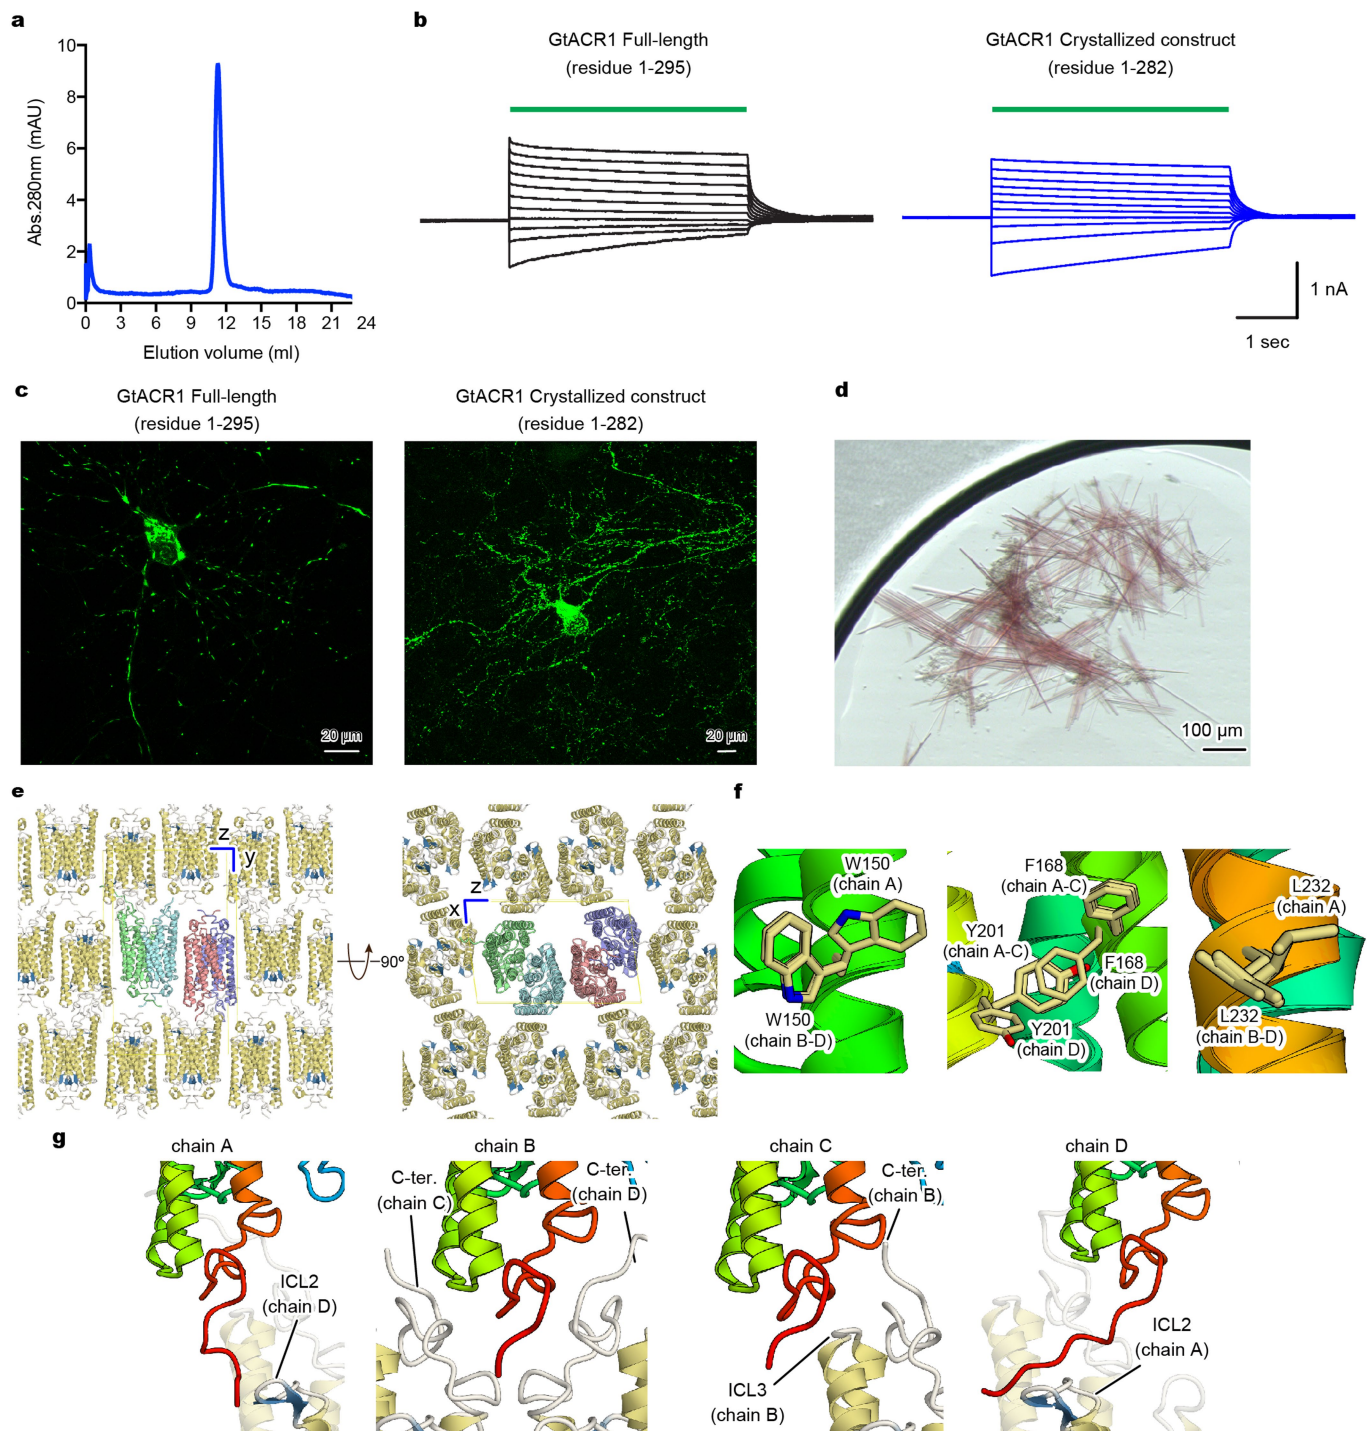 a
10
8
6
4
2
0
Abs.280nm (mAU)
0 3 6 9 12 15 18 21 24
Elution volume (ml)
b
GtACR1 Full-length
(residue 1-295)
GtACR1 Crystallized construct
(residue 1-282)
1 nA
1 sec
c
GtACR1 Full-length
(residue 1-295)
20 µm
GtACR1 Crystallized construct
(residue 1-282)
20 µm
d
100 µm
e
z
y
90°
z
x
f
W150
(chain A)
W150
(chain B-D)
F168
(chain A-C)
Y201
(chain A-C)
F168
(chain D)
Y201
(chain D)
L232
(chain A)
L232
(chain B-D)
g
chain A
ICL2
(chain D)
chain B
C-ter.
(chain C)
C-ter.
(chain D)
chain C
C-ter.
(chain B)
ICL3
(chain B)
chain D
ICL2
(chain A)